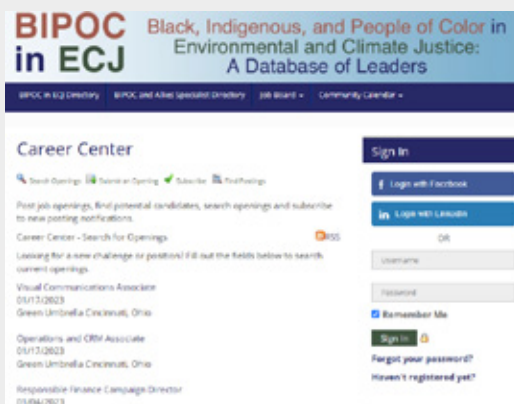 BIPOC
in ECJ
Black, Indigenous, and People of Color in
Environmental and Climate Justice:
A Database of Leaders
BIPOC in ECJ Directory BIPOC and Allies Specialist Directory Job Board Community Calendar
Career Center
Search Openings Submit an Opening Subscribe Find Postings
Post job openings, find potential candidates, search openings and subscribe
to new posting notifications.
Career Center - Search for Openings RSS
Looking for a new challenge or position? Fill out the fields below to search
current openings.
Visual Communications Associate
01/17/2023
Green Umbrella Cincinnati, Ohio
Operations and CRM Associate
01/17/2023
Green Umbrella Cincinnati, Ohio
Responsible Finance Campaign Director
01/04/2023
Sign In
f Login with Facebook
in Login with LinkedIn
OR
Username
Password
Remember Me
Sign In
Forgot your password?
Haven't registered yet?